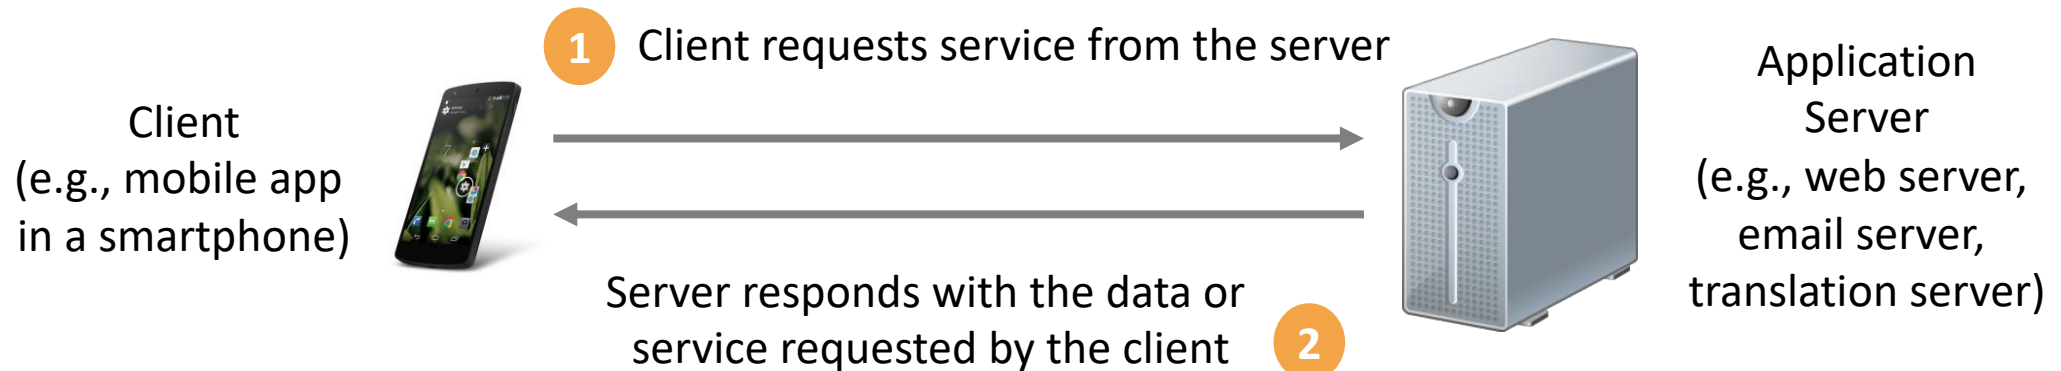 1
Client requests service from the server
Client
(e.g., mobile app
in a smartphone)
Application
Server
(e.g., web server,
email server,
translation server)
Server responds with the data or
service requested by the client
2